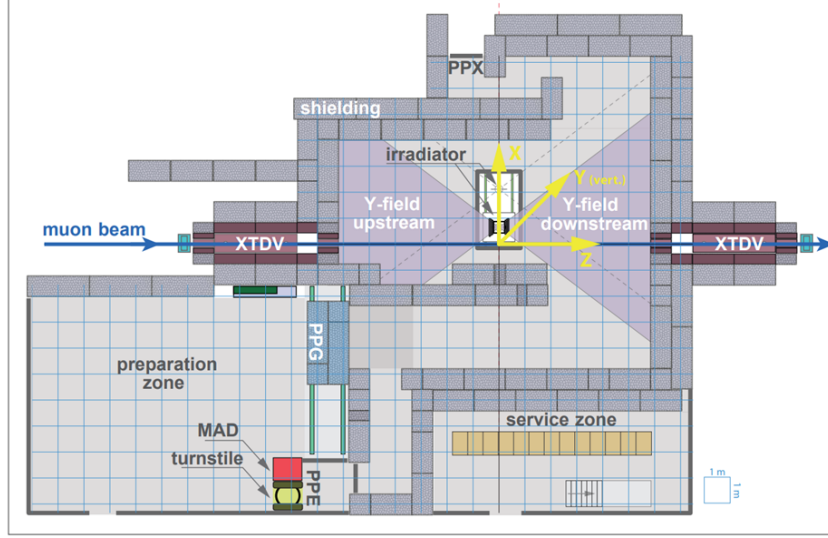 PPX
shielding
irradiator
X
Y (vert.)
Y-field
upstream
Y-field
downstream
muon beam
XTDV
XTDV
Z
PPG
preparation
zone
service zone
MAD
turnstile
PPE
1 m
1 m